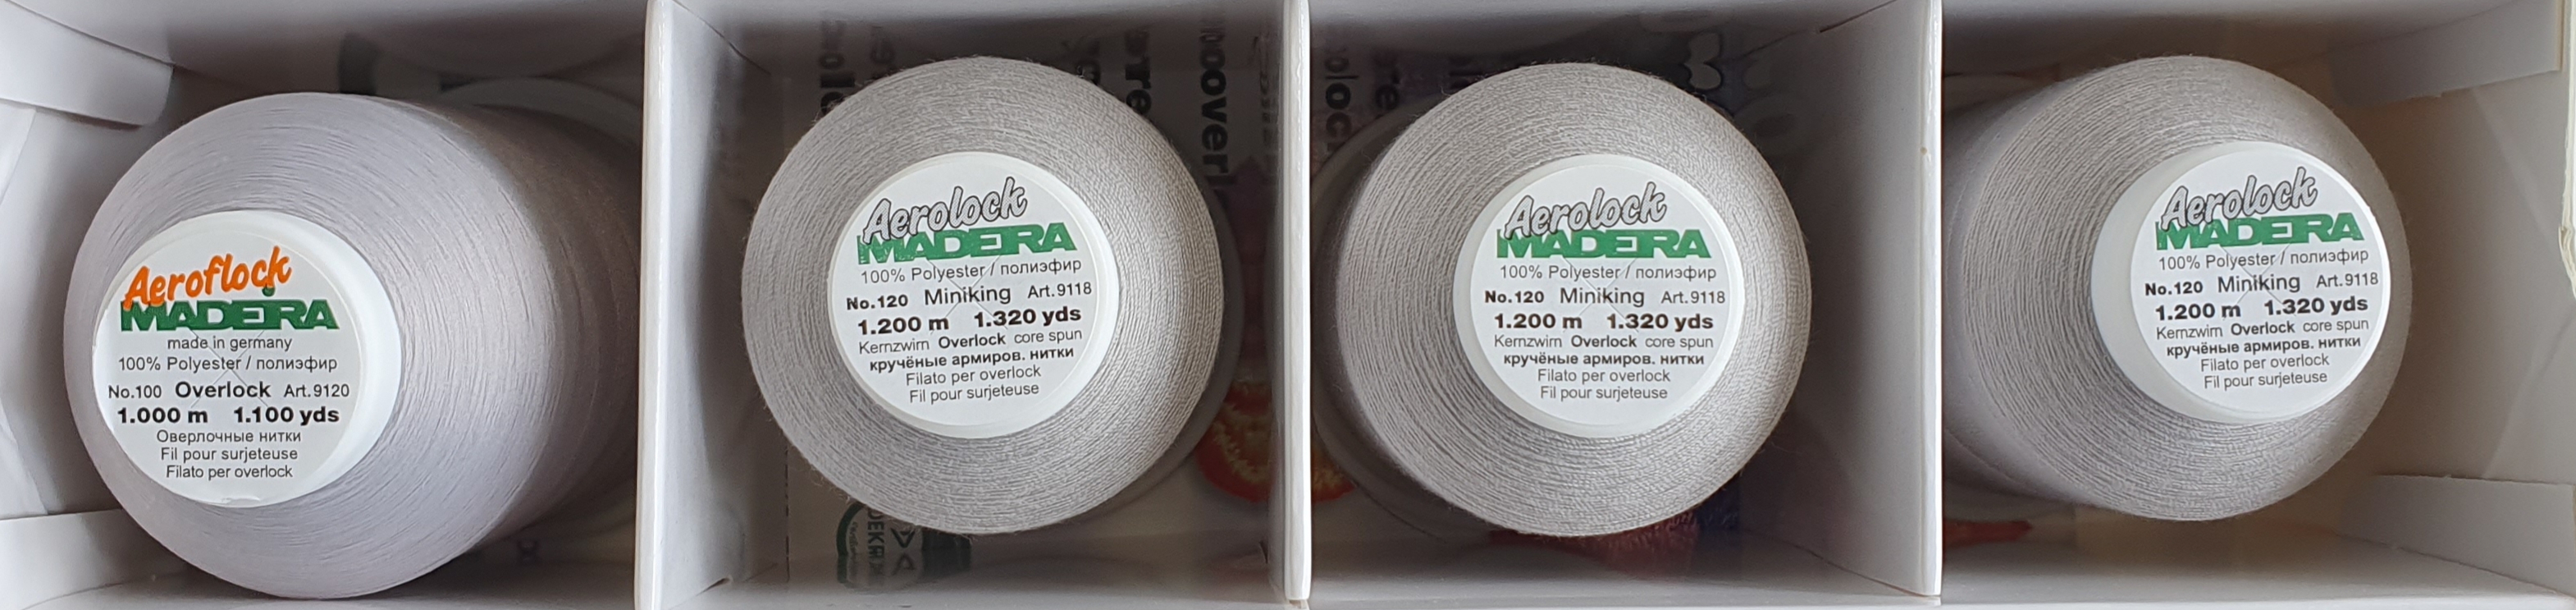 Aeroflock
MADEIRA
made in germany
100% Polyester / полиэфир
No.100 Overlock Art.9120
1.000 m 1.100 yds
Оверлочные нитки
Fil pour surjeteuse
Filato per overlock
Aerolock
MADEIRA
100% Polyester / полиэфир
No.120 Miniking Art.9118
1.200 m 1.320 yds
Kernzwirn Overlock core spun
кручёные армиров. нитки
Filato per overlock
Fil pour surjeteuse
Aerolock
MADEIRA
100% Polyester / полиэфир
No.120 Miniking Art.9118
1.200 m 1.320 yds
Kernzwirn Overlock core spun
кручёные армиров. нитки
Filato per overlock
Fil pour surjeteuse
Aerolock
MADEIRA
100% Polyester / полиэфир
No.120 Miniking Art.9118
1.200 m 1.320 yds
Kernzwirn Overlock core spun
кручёные армиров. нитки
Filato per overlock
Fil pour surjeteuse